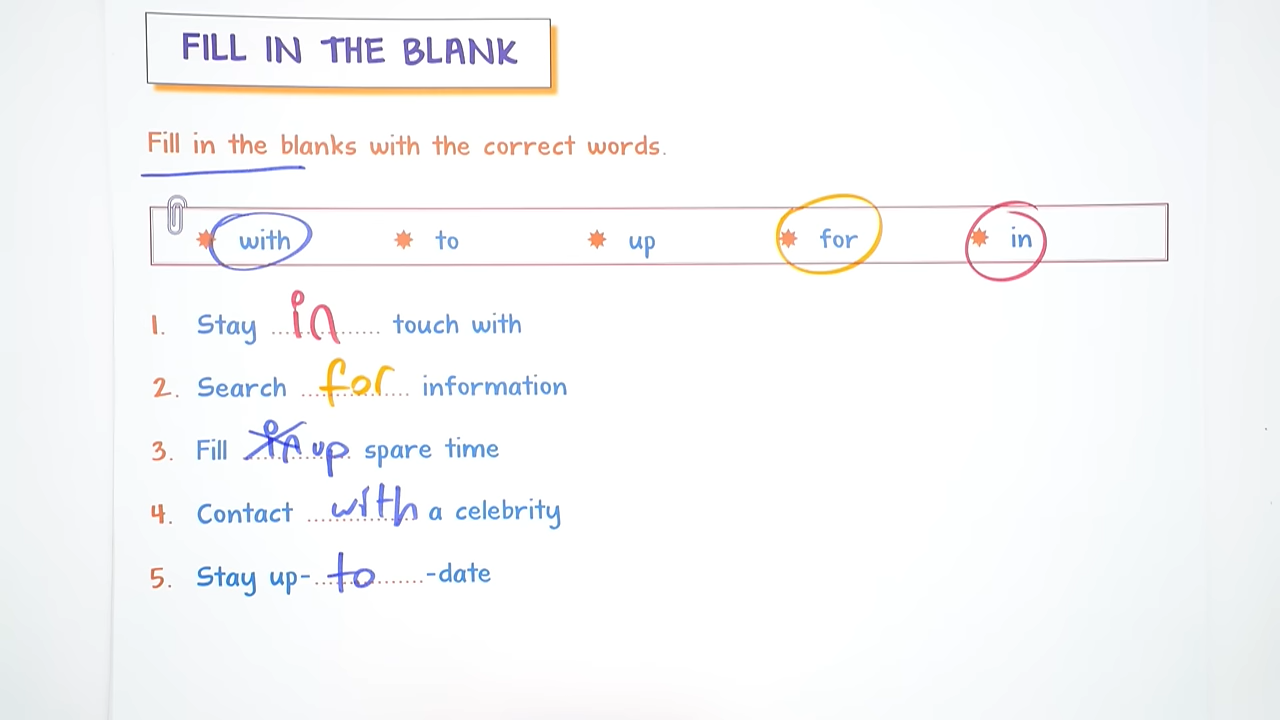 FILL IN THE BLANK
Fill in the blanks with the correct words.
with to up for in
1. Stay ...in...... touch with
2. Search ...for... information
3. Fill in up spare time
4. Contact ...with a celebrity
5. Stay up-...to.......-date